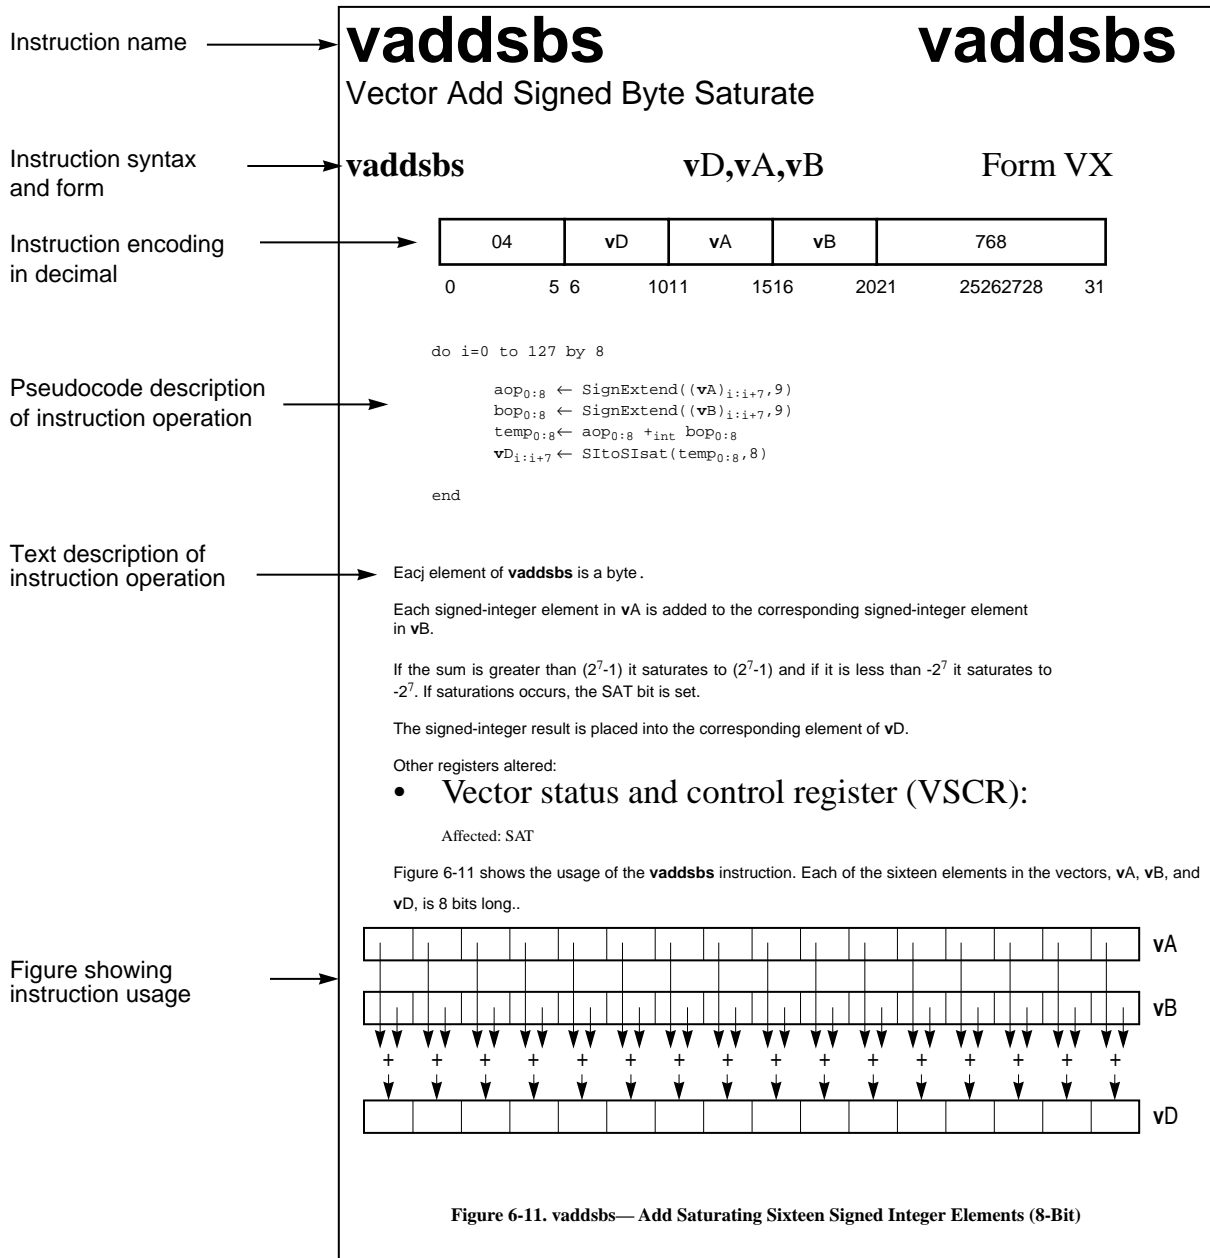 Instruction name
vaddsbs vaddsbs
Vector Add Signed Byte Saturate
Instruction syntax
and form
vaddsbs vD,vA,vB Form VX
Instruction encoding
in decimal
04 vD vA vB 768
0 5 6 1011 1516 2021 25262728 31
do i=0 to 127 by 8
Pseudocode description
of instruction operation
aop0:8 ← SignExtend((vA)i:i+7,9)
bop0:8 ← SignExtend((vB)i:i+7,9)
temp0:8← aop0:8 +int bop0:8
vDi:i+7← SItoSIsat(temp0:8,8)
end
Text description of
instruction operation
Eacj element of vaddsbs is a byte.
Each signed-integer element in vA is added to the corresponding signed-integer element
in vB.
If the sum is greater than (2⁷-1) it saturates to (2⁷-1) and if it is less than -2⁷ it saturates to
-2⁷. If saturations occurs, the SAT bit is set.
The signed-integer result is placed into the corresponding element of vD.
Other registers altered:
• Vector status and control register (VSCR):
Affected: SAT
Figure 6-11 shows the usage of the vaddsbs instruction. Each of the sixteen elements in the vectors, vA, vB, and
vD, is 8 bits long..
Figure showing
instruction usage
vA
vB
+ + + + + + + + + + + + + + + +
vD
Figure 6-11. vaddsbs— Add Saturating Sixteen Signed Integer Elements (8-Bit)